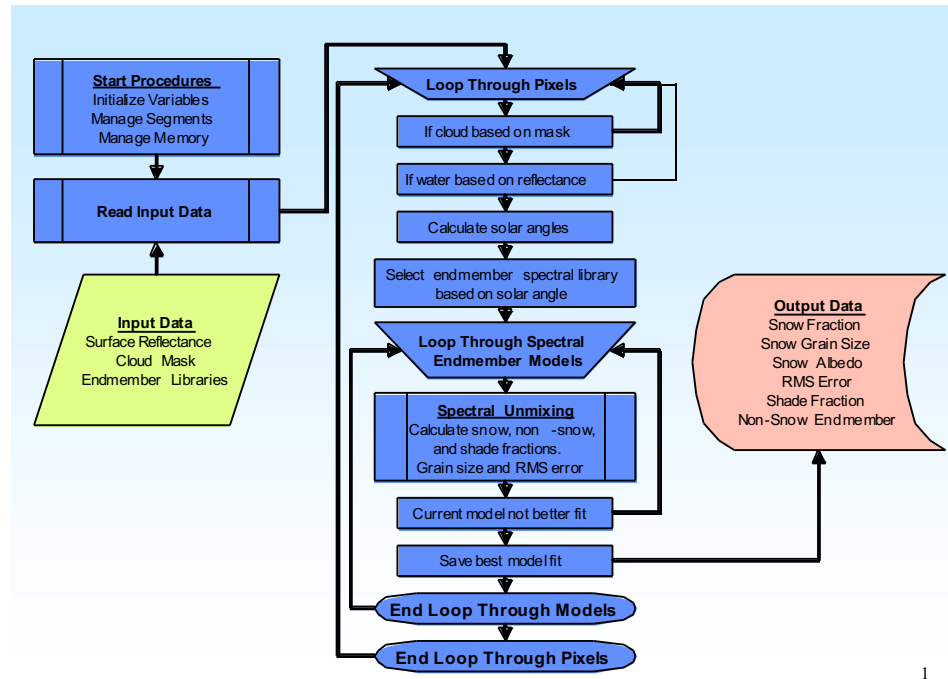 Start Procedures
Initialize Variables
Manage Segments
Manage Memory
Read Input Data
Input Data
Surface Reflectance
Cloud Mask
Endmember Libraries
Loop Through Pixels
If cloud based on mask
If water based on reflectance
Calculate solar angles
Select endmember spectral library
based on solar angle
Loop Through Spectral
Endmember Models
Spectral Unmixing
Calculate snow, non -snow,
and shade fractions.
Grain size and RMS error
Current model not better fit
Save best model fit
End Loop Through Models
End Loop Through Pixels
Output Data
Snow Fraction
Snow Grain Size
Snow Albedo
RMS Error
Shade Fraction
Non-Snow Endmember
1